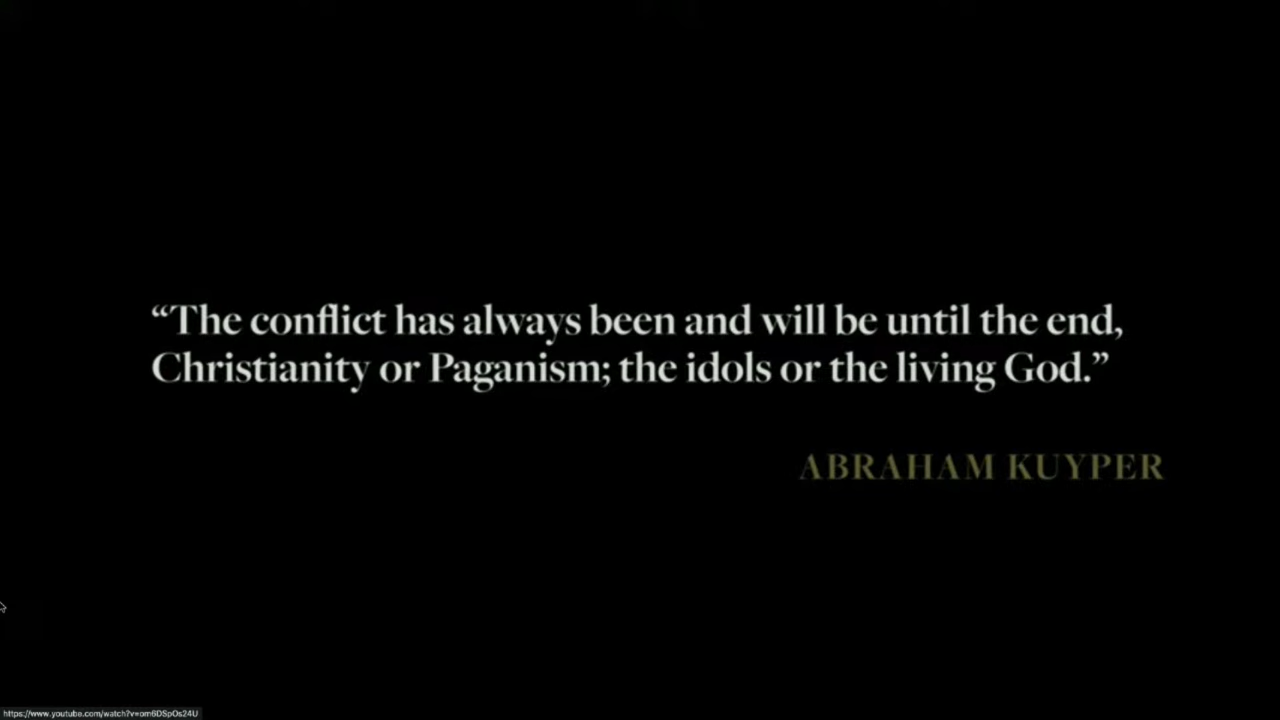 “The conflict has always been and will be until the end,
Christianity or Paganism; the idols or the living God.”
ABRAHAM KUYPER